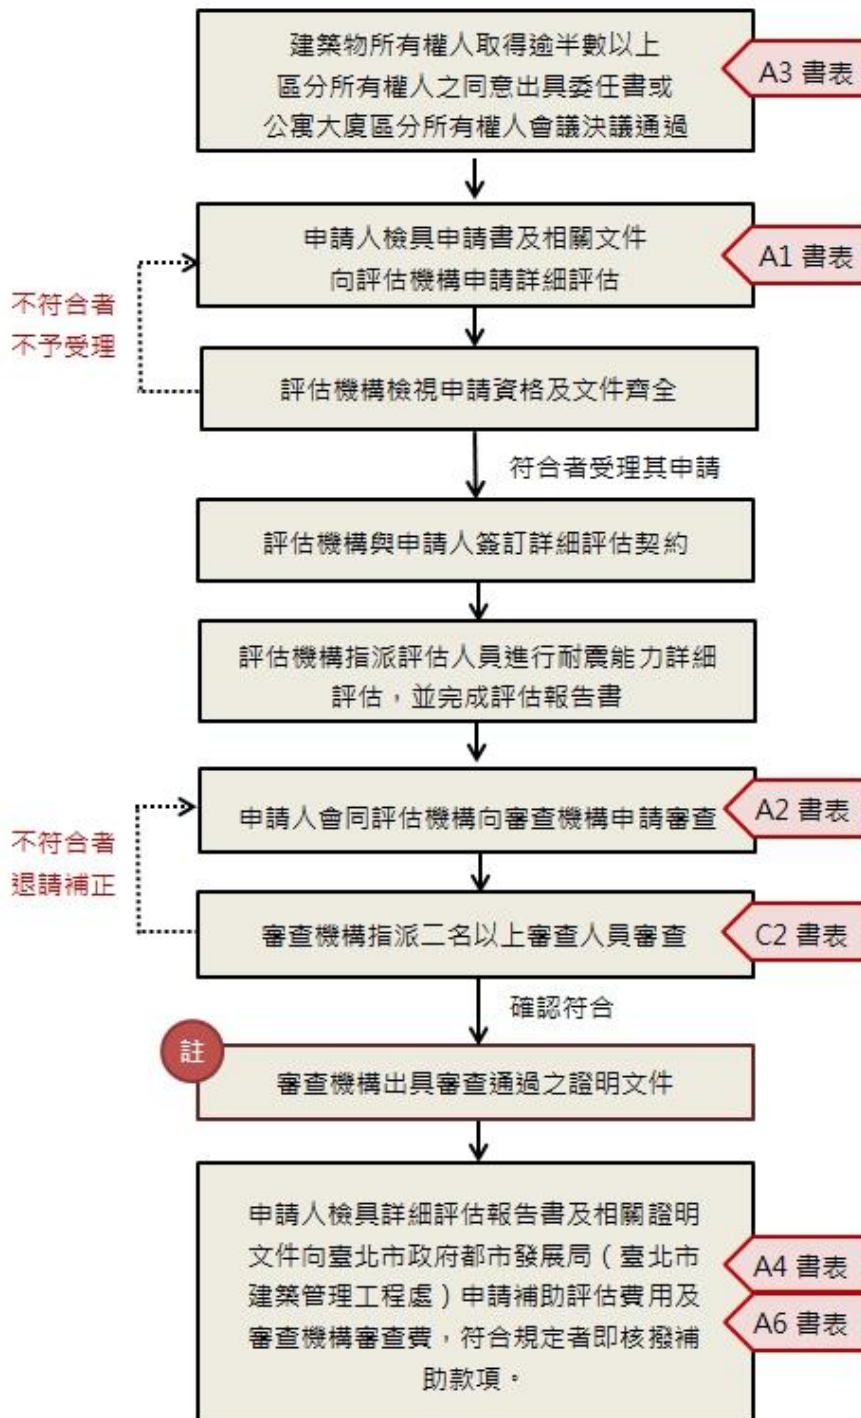 建築物所有權人取得逾半數以上
區分所有權人之同意出具委任書或
公寓大廈區分所有權人會議決議通過
A3 書表
申請人檢具申請書及相關文件
向評估機構申請詳細評估
A1 書表
不符合者
不予受理
評估機構檢視申請資格及文件齊全
符合者受理其申請
評估機構與申請人簽訂詳細評估契約
評估機構指派評估人員進行耐震能力詳細
評估，並完成評估報告書
申請人會同評估機構向審查機構申請審查
A2 書表
不符合者
退請補正
審查機構指派二名以上審查人員審查
C2 書表
確認符合
註
審查機構出具審查通過之證明文件
申請人檢具詳細評估報告書及相關證明
文件向臺北市政府都市發展局（臺北市
建築管理工程處）申請補助評估費用及
審查機構審查費，符合規定者即核撥補
助款項。
A4 書表
A6 書表